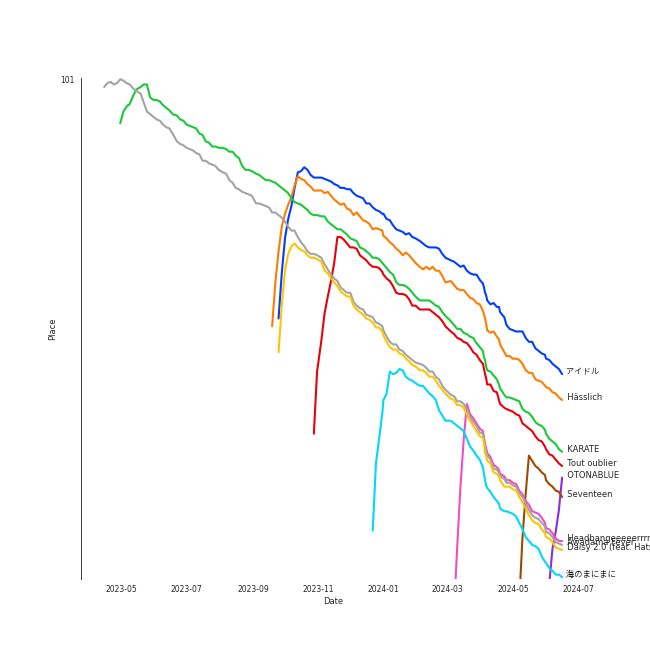 101
アイドル
Hässlich
KARATE
Tout oublier
OTONABLUE
Seventeen
Headbangeeeeerrrr
Daisy 2.0 (feat. Hats
海のまにまに
Place
2023-05 2023-07 2023-09 2023-11 2024-01 2024-03 2024-05 2024-07
Date